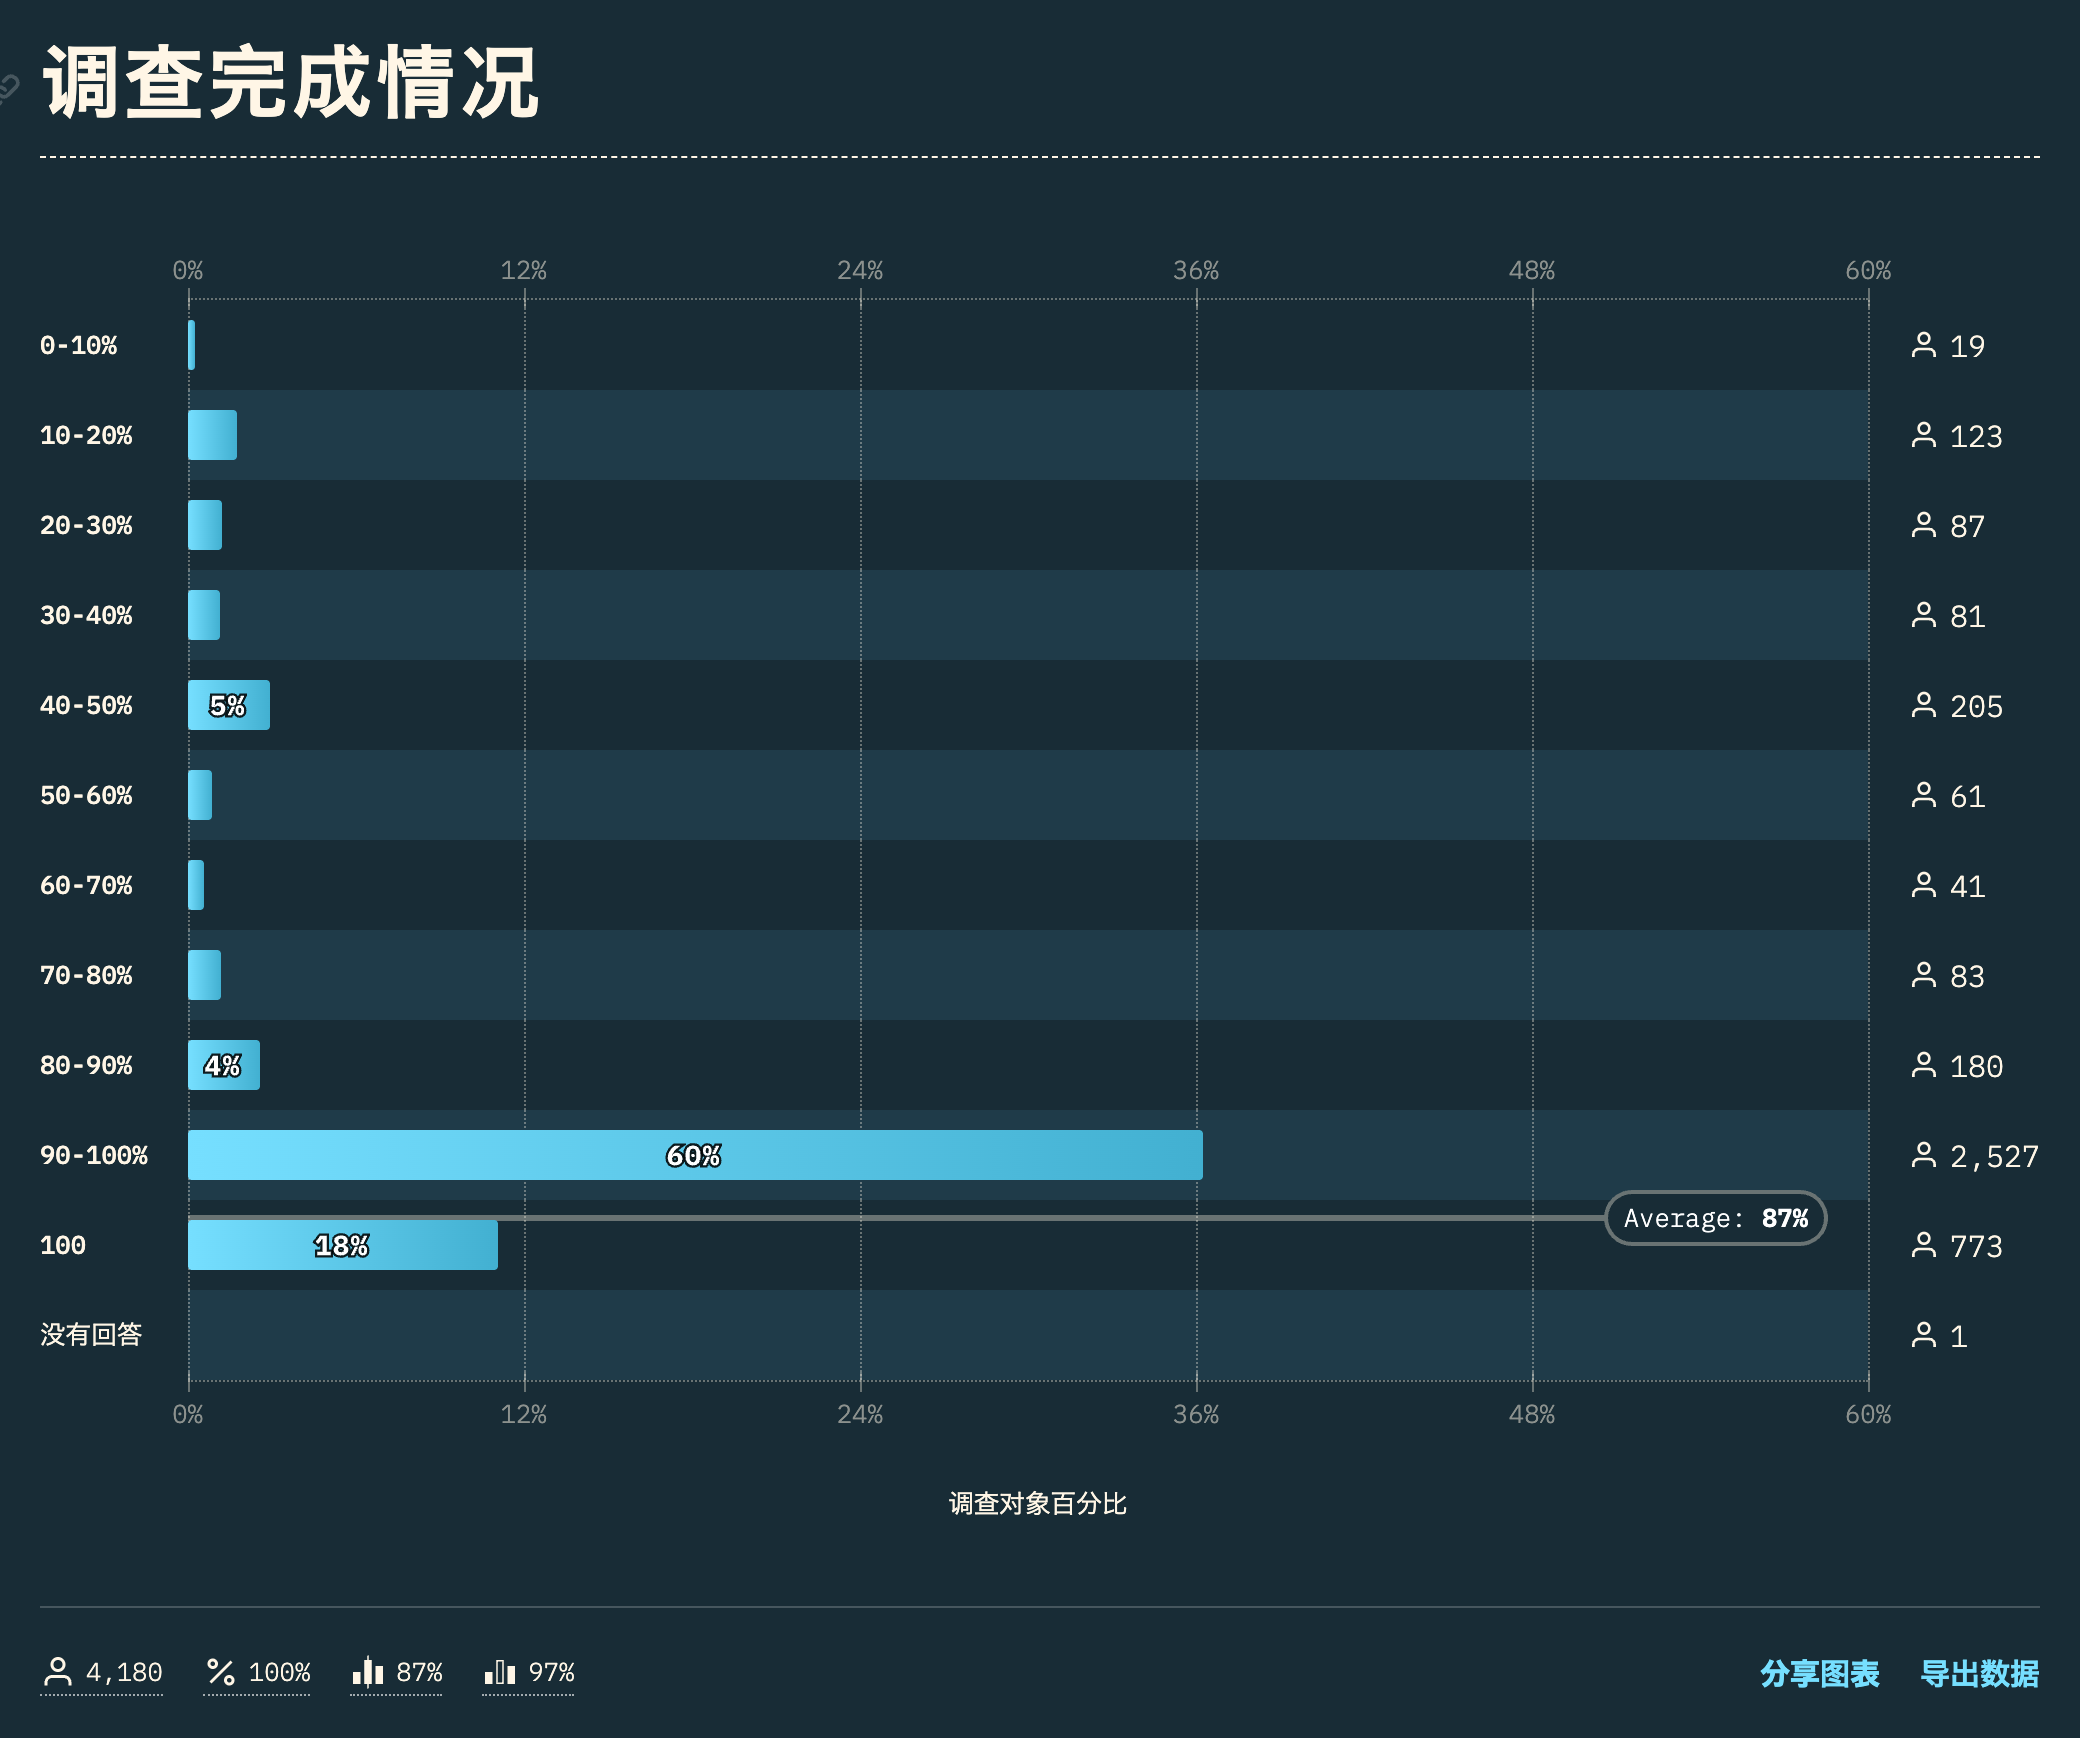 调查完成情况
0% 12% 24% 36% 48% 60%
0-10% 19
10-20% 123
20-30% 87
30-40% 81
40-50% 5% 205
50-60% 61
60-70% 41
70-80% 83
80-90% 4% 180
90-100% 60% 2,527
Average: 87%
100 18% 773
没有回答 1
0% 12% 24% 36% 48% 60%
调查对象百分比
4,180 100% 87% 97% 分享图表 导出数据